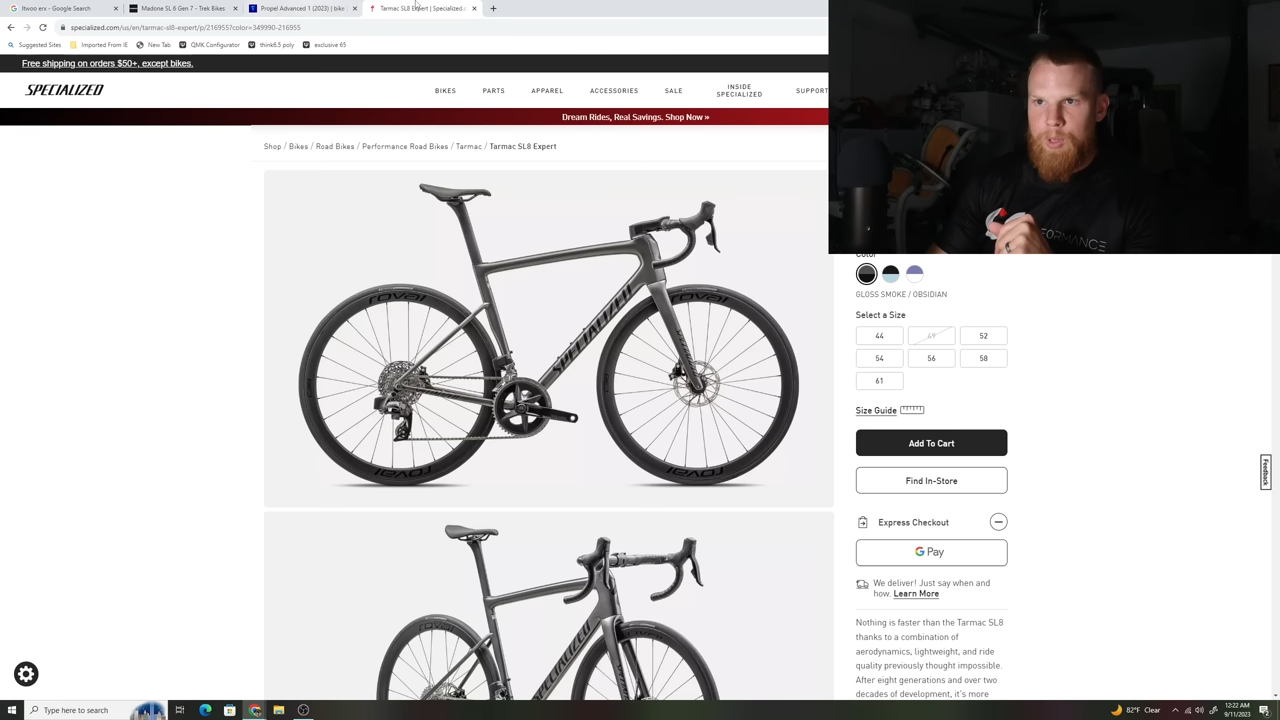 ltwoo erx - Google Search
Madone SL 6 Gen 7 - Trek Bikes
Propel Advanced 1 (2023) | bike
Tarmac SL8 Expert | Specialized.c
specialized.com/us/en/tarmac-sl8-expert/p/216955?color=349990-216955
Suggested Sites
Imported From IE
New Tab
QMK Configurator
think6.5 poly
exclusive 65
Free shipping on orders $50+, except bikes.
SPECIALIZED
BIKES
PARTS
APPAREL
ACCESSORIES
SALE
INSIDE
SPECIALIZED
SUPPORT
Dream Rides, Real Savings. Shop Now »
Shop / Bikes / Road Bikes / Performance Road Bikes / Tarmac / Tarmac SL8 Expert
roval
roval
SPECIALIZED
roval
roval
SPECIALIZED
Color
GLOSS SMOKE / OBSIDIAN
Select a Size
44
49
52
54
56
58
61
Size Guide
Add To Cart
Find In-Store
Express Checkout
G Pay
We deliver! Just say when and
how. Learn More
Nothing is faster than the Tarmac SL8
thanks to a combination of
aerodynamics, lightweight, and ride
quality previously thought impossible.
After eight generations and over two
decades of development, it's more
Feedback
Type here to search
82°F Clear
12:22 AM
9/11/2023